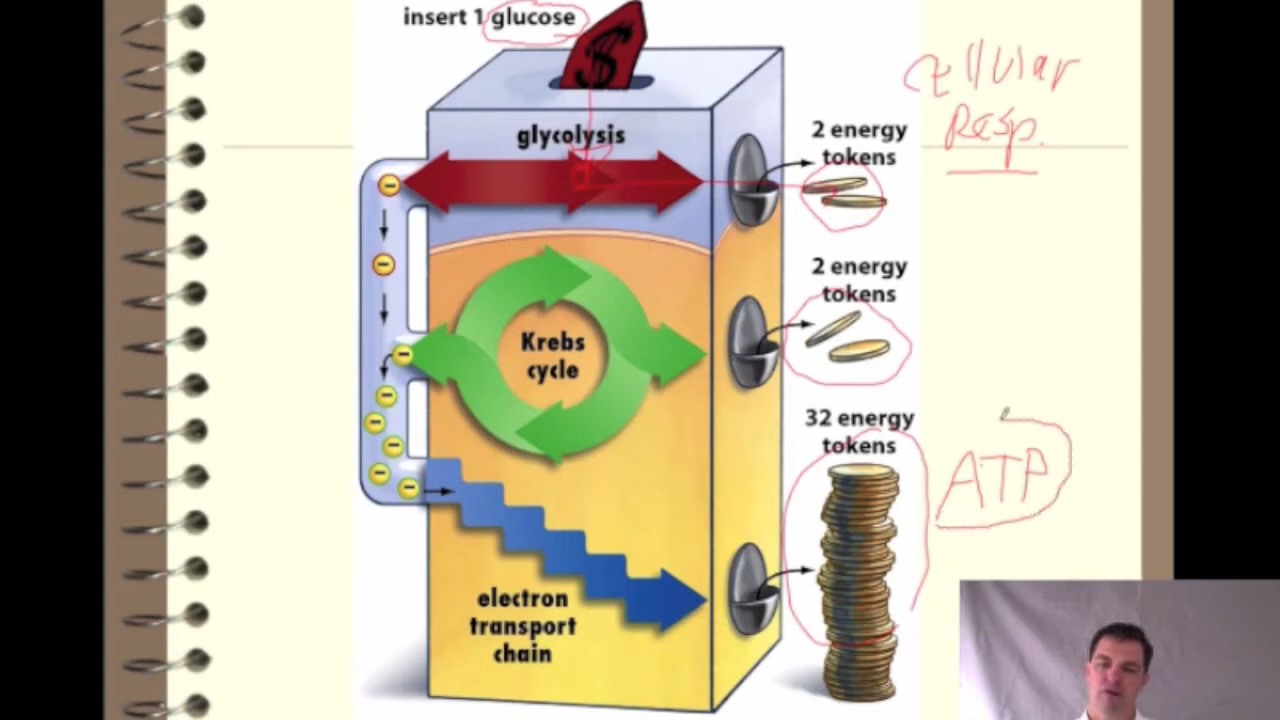 insert 1 glucose
$
glycolysis
2 energy
tokens
Cellular
Resp.
2 energy
tokens
Krebs
cycle
32 energy
tokens
ATP
electron
transport
chain